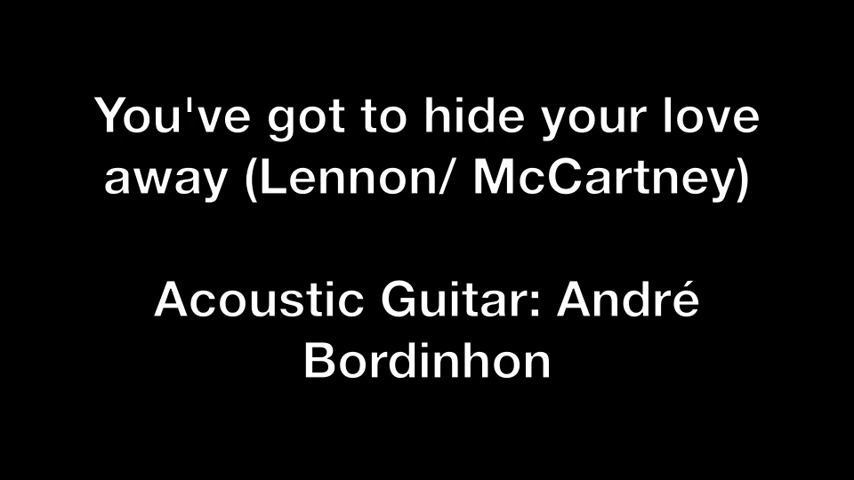 You've got to hide your love
away (Lennon/ McCartney)
Acoustic Guitar: André
Bordinhon